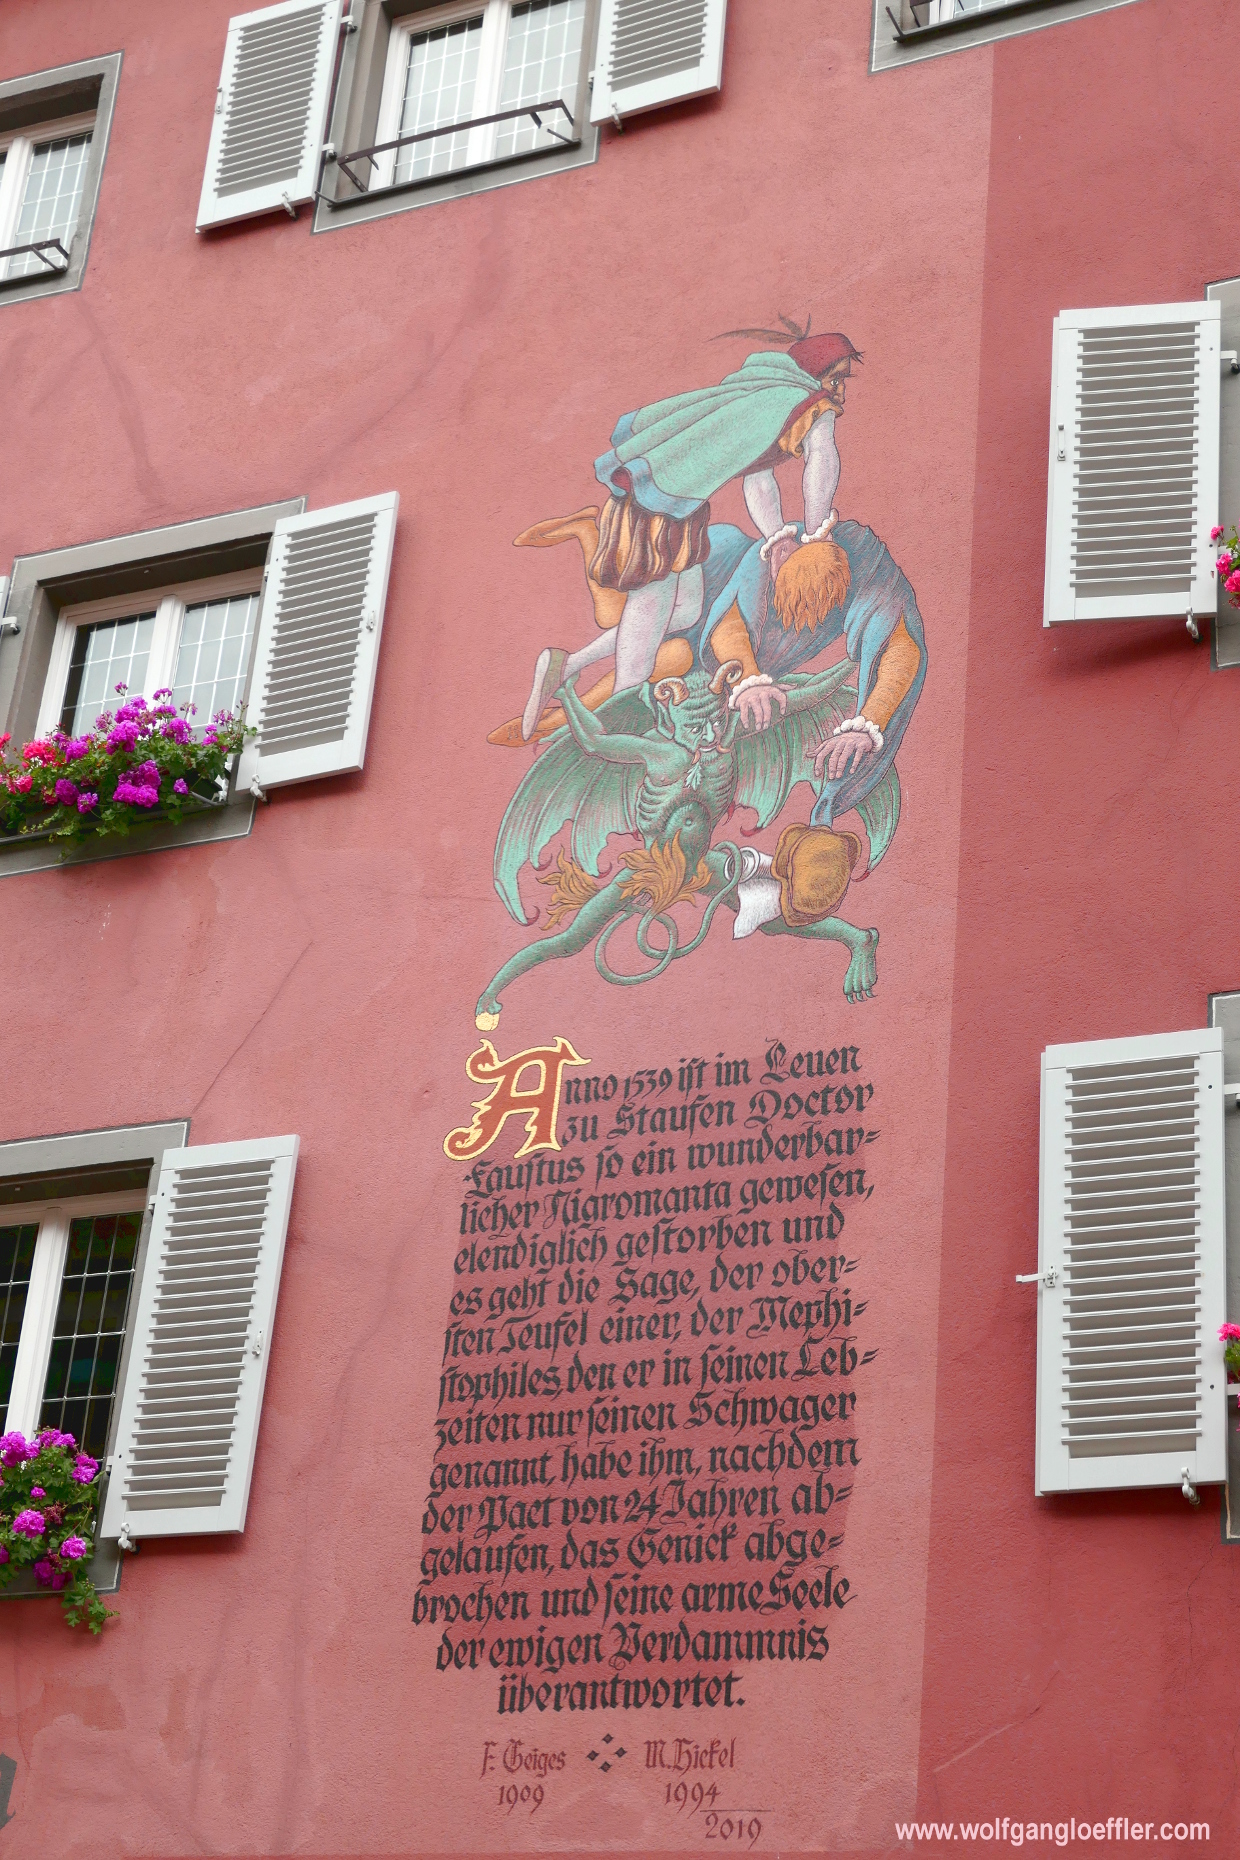 Anno 1539 ist im Leuen
zu Staufen Doctor
Faustus so ein wunderbar=
licher Nigromanta gewesen,
elendiglich gestorben und
es geht die Sage, der ober=
sten Teufel einer, der Mephi=
stophiles, den er in seinen Leb=
zeiten nur seinen Schwager
genannt, habe ihm, nachdem
der Pact von 24 Jahren ab=
gelaufen, das Genick abge=
brochen und seine arme Seele
der ewigen Verdammnis
überantwortet.
F. Geiges M. Hickel
1909 1994
2019
www.wolfgangloeffler.com